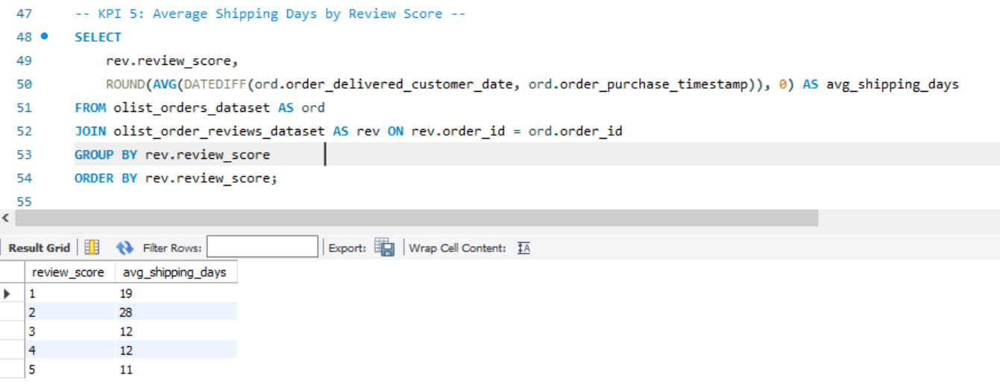 47 -- KPI 5: Average Shipping Days by Review Score --
48 SELECT
49 rev.review_score,
50 ROUND(AVG(DATEDIFF(ord.order_delivered_customer_date, ord.order_purchase_timestamp)), 0) AS avg_shipping_days
51 FROM olist_orders_dataset AS ord
52 JOIN olist_order_reviews_dataset AS rev ON rev.order_id = ord.order_id
53 GROUP BY rev.review_score
54 ORDER BY rev.review_score;
55
Result Grid Filter Rows: Export: Wrap Cell Content: IA
review_score avg_shipping_days
1 19
2 28
3 12
4 12
5 11